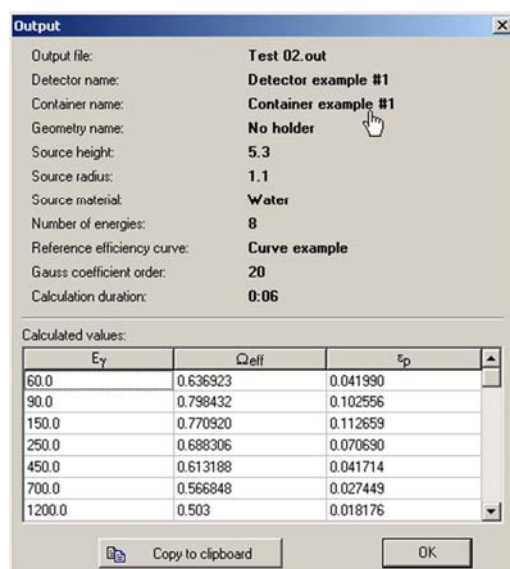 Output
Output file: Test 02.out
Detector name: Detector example #1
Container name: Container example #1
Geometry name: No holder
Source height: 5.3
Source radius: 1.1
Source material: Water
Number of energies: 8
Reference efficiency curve: Curve example
Gauss coefficient order: 20
Calculation duration: 0:06
Calculated values:
Eγ Ωeff εp
60.0 0.636923 0.041990
90.0 0.798432 0.102556
150.0 0.770920 0.112659
250.0 0.688306 0.070690
450.0 0.613188 0.041714
700.0 0.566848 0.027449
1200.0 0.503 0.018176
Copy to clipboard OK